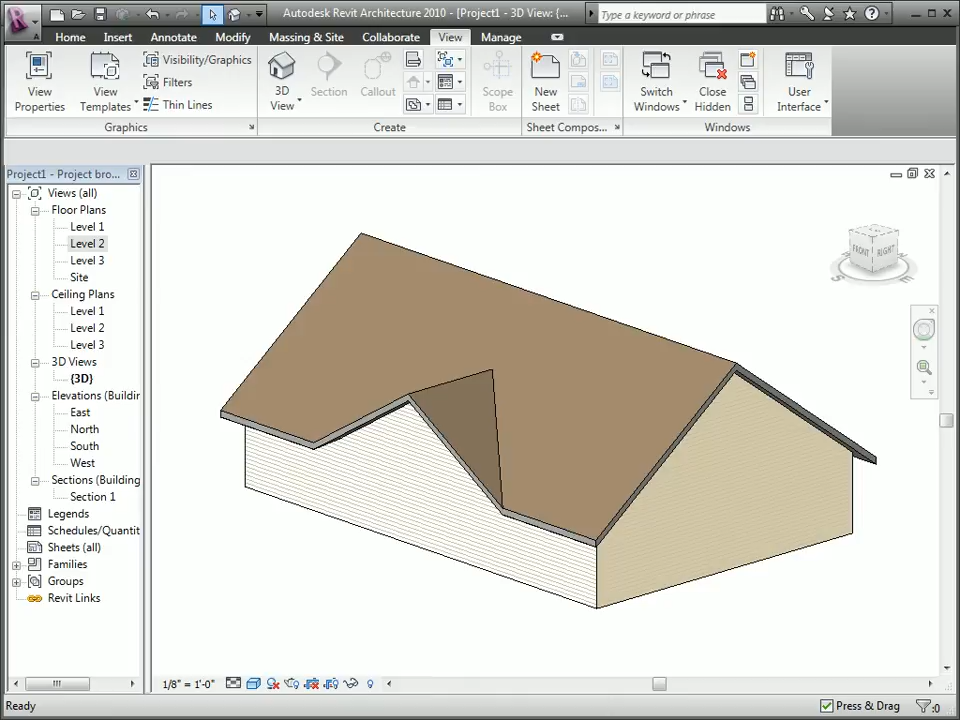 Autodesk Revit Architecture 2010 - [Project1 - 3D View: {...
Type a keyword or phrase
Home Insert Annotate Modify Massing & Site Collaborate View Manage
View Properties
View Templates
Visibility/Graphics
Filters
Thin Lines
Graphics
3D View
Section
Callout
Scope Box
Create
New Sheet
Sheet Compos...
Switch Windows
Close Hidden
User Interface
Windows
Project1 - Project bro...
Views (all)
Floor Plans
Level 1
Level 2
Level 3
Site
Ceiling Plans
Level 1
Level 2
Level 3
3D Views
{3D}
Elevations (Building
East
North
South
West
Sections (Building
Section 1
Legends
Schedules/Quantit
Sheets (all)
Families
Groups
Revit Links
FRONT RIGHT
S E
1/8" = 1'-0"
Ready
Press & Drag
:0